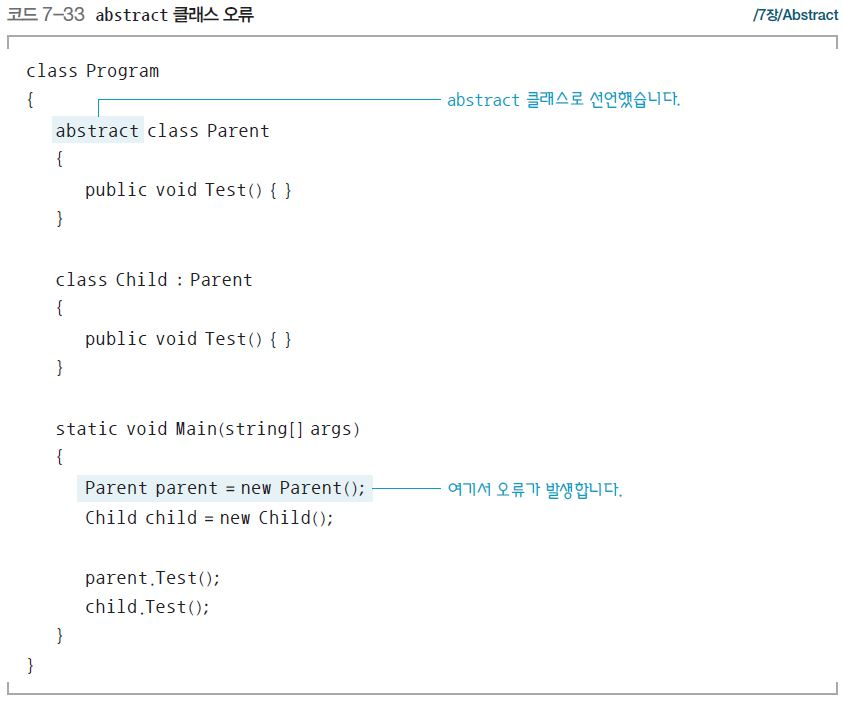 코드 7-33 abstract 클래스 오류 /7장/Abstract
class Program
{ abstract 클래스로 선언했습니다.
abstract class Parent
{
public void Test() { }
}
class Child : Parent
{
public void Test() { }
}
static void Main(string[] args)
{
Parent parent = new Parent(); 여기서 오류가 발생합니다.
Child child = new Child();
parent.Test();
child.Test();
}
}